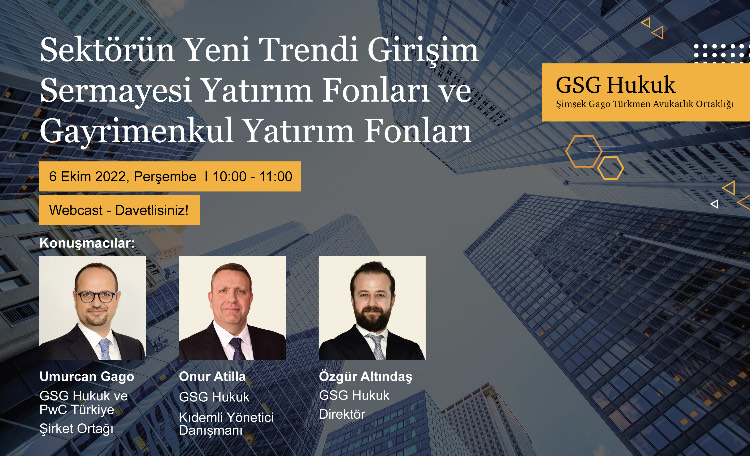 Sektörün Yeni Trendi Girişim
Sermayesi Yatırım Fonları ve
Gayrimenkul Yatırım Fonları
GSG Hukuk
Şimşek Gago Türkmen Avukatlık Ortaklığı
6 Ekim 2022, Perşembe I 10:00 - 11:00
Webcast - Davetlisiniz!
Konuşmacılar:
Umurcan Gago
GSG Hukuk ve
PwC Türkiye
Şirket Ortağı
Onur Atilla
GSG Hukuk
Kıdemli Yönetici
Danışmanı
Özgür Altındaş
GSG Hukuk
Direktör